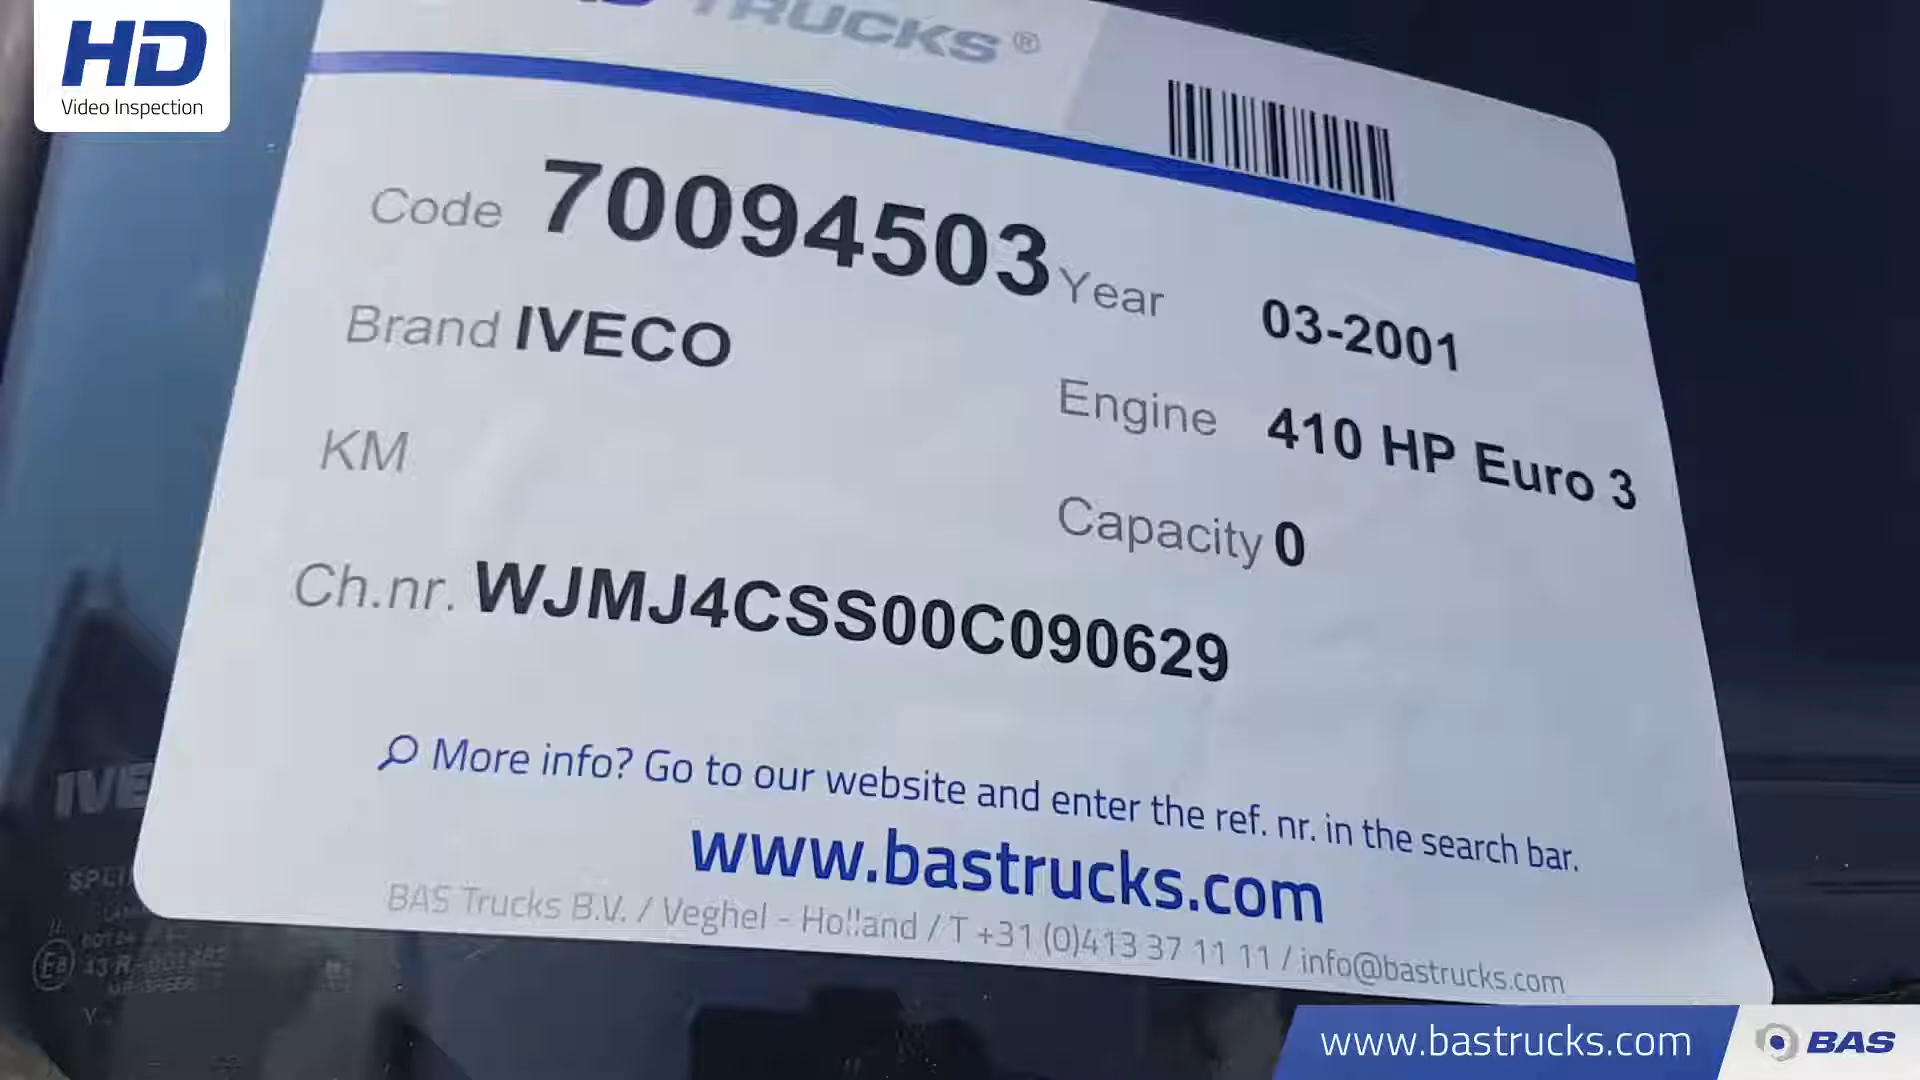 HD
Video Inspection
TRUCKS®
Code 70094503
Year 03-2001
Brand IVECO
Engine 410 HP Euro 3
KM
Capacity 0
Ch.nr. WJMJ4CSS00C090629
More info? Go to our website and enter the ref. nr. in the search bar.
www.bastrucks.com
BAS Trucks B.V. / Veghel - Holland / T +31 (0)413 37 11 11 / info@bastrucks.com
www.bastrucks.com
BAS